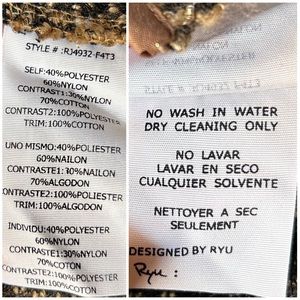 STYLE # :RJ4932-F4T3
SELF:40%POLYESTER
60%NYLON
CONTRAST1:30%NYLON
70%COTTON
CONTRAST2:100%POLYESTER
TRIM:100%COTTON
UNO MISMO:40%POLIESTER
60%NAILON
CONTRASTE1:30%NAILON
70%ALGODON
CONTRASTE2:100%POLIESTER
TRIM:100%ALGODON
INDIVIDU:40%POLYESTER
60%NYLON
CONTRASTE1:30%NYLON
70%COTON
CONTRASTE2:100%POLYESTER
TRIM:100%COTON
NO WASH IN WATER
DRY CLEANING ONLY
NO LAVAR
LAVAR EN SECO
CUALQUIER SOLVENTE
NETTOYER A SEC
SEULEMENT
DESIGNED BY RYU
Ryu :